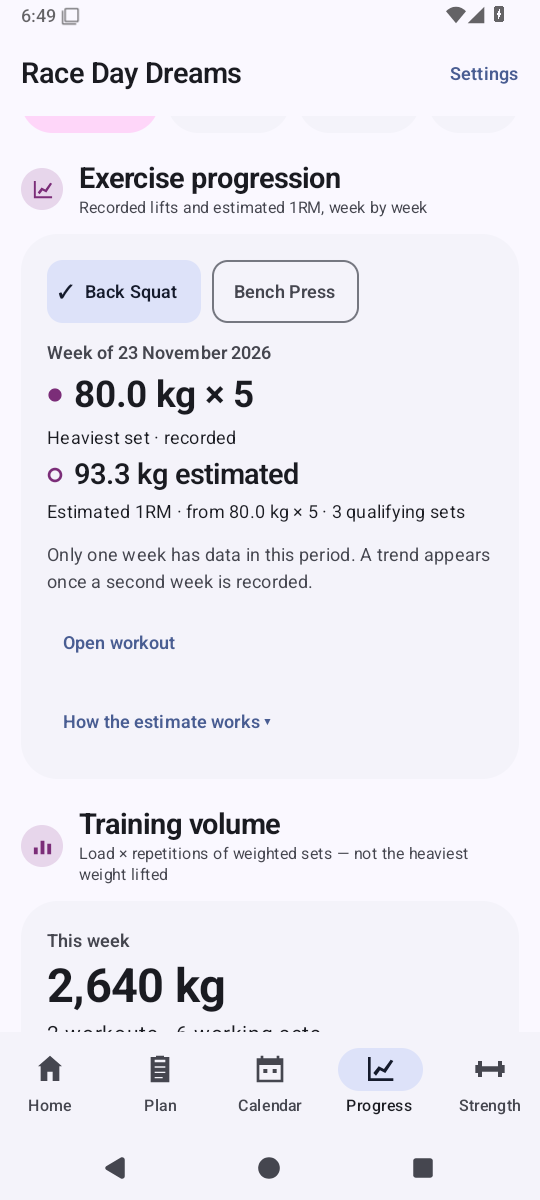 6:49
Race Day Dreams
Settings
Exercise progression
Recorded lifts and estimated 1RM, week by week
✓ Back Squat
Bench Press
Week of 23 November 2026
80.0 kg × 5
Heaviest set · recorded
93.3 kg estimated
Estimated 1RM · from 80.0 kg × 5 · 3 qualifying sets
Only one week has data in this period. A trend appears
once a second week is recorded.
Open workout
How the estimate works ▾
Training volume
Load × repetitions of weighted sets — not the heaviest
weight lifted
This week
2,640 kg
workouts · 6 working sets
Home
Plan
Calendar
Progress
Strength